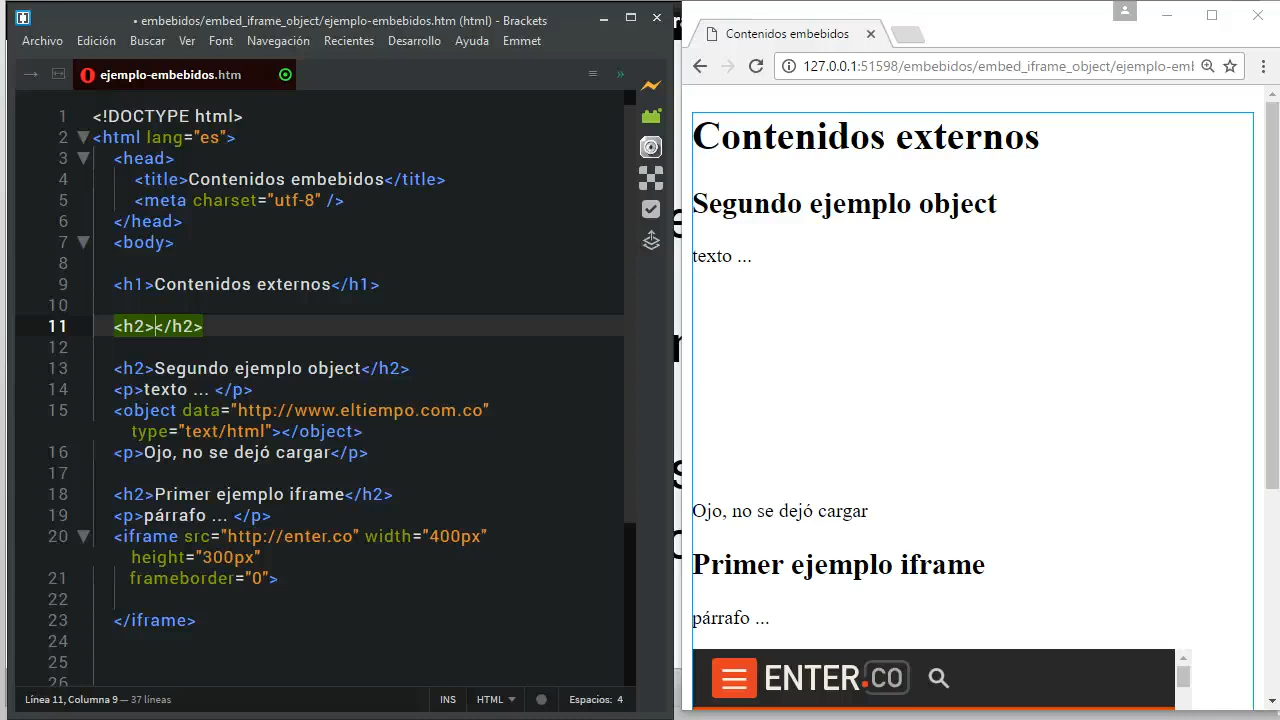 • embebidos/embed_iframe_object/ejemplo-embebidos.htm (html) - Brackets
Archivo Edición Buscar Ver Font Navegación Recientes Desarrollo Ayuda Emmet
ejemplo-embebidos.htm
1 <!DOCTYPE html>
2 <html lang="es">
3 <head>
4 <title>Contenidos embebidos</title>
5 <meta charset="utf-8" />
6 </head>
7 <body>
8
9 <h1>Contenidos externos</h1>
10
11 <h2></h2>
12
13 <h2>Segundo ejemplo object</h2>
14 <p>texto ... </p>
15 <object data="http://www.eltiempo.com.co"
type="text/html"></object>
16 <p>Ojo, no se dejó cargar</p>
17
18 <h2>Primer ejemplo iframe</h2>
19 <p>párrafo ... </p>
20 <iframe src="http://enter.co" width="400px"
height="300px"
21 frameborder="0">
22
23 </iframe>
24
25
26
Línea 11, Columna 9 — 37 líneas INS HTML Espacios: 4
Contenidos embebidos
127.0.0.1:51598/embebidos/embed_iframe_object/ejemplo-emb
Contenidos externos
Segundo ejemplo object
texto ...
Ojo, no se dejó cargar
Primer ejemplo iframe
párrafo ...
ENTER.CO